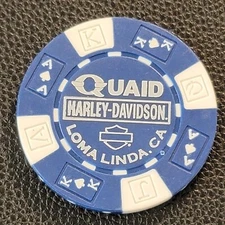 QUAID
HARLEY-DAVIDSON
LOMA LINDA, CA
K
A A
K K
J
A